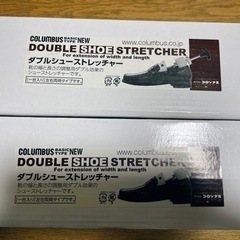 COLUMBUS BASIC TYPE NEW
www.columbus.co.jp
DOUBLE SHOE STRETCHER
For extension of width and length
ダブルシューストレッチャー
靴の幅と長さの調整用ダブル効果の
シューストレッチャーです。
コロンブス
COLUMBUS BASIC TYPE NEW
www.columbus.co.jp
DOUBLE SHOE STRETCHER
For extension of width and length
ダブルシューストレッチャー
靴の幅と長さの調整用ダブル効果の
シューストレッチャーです。
コロンブス